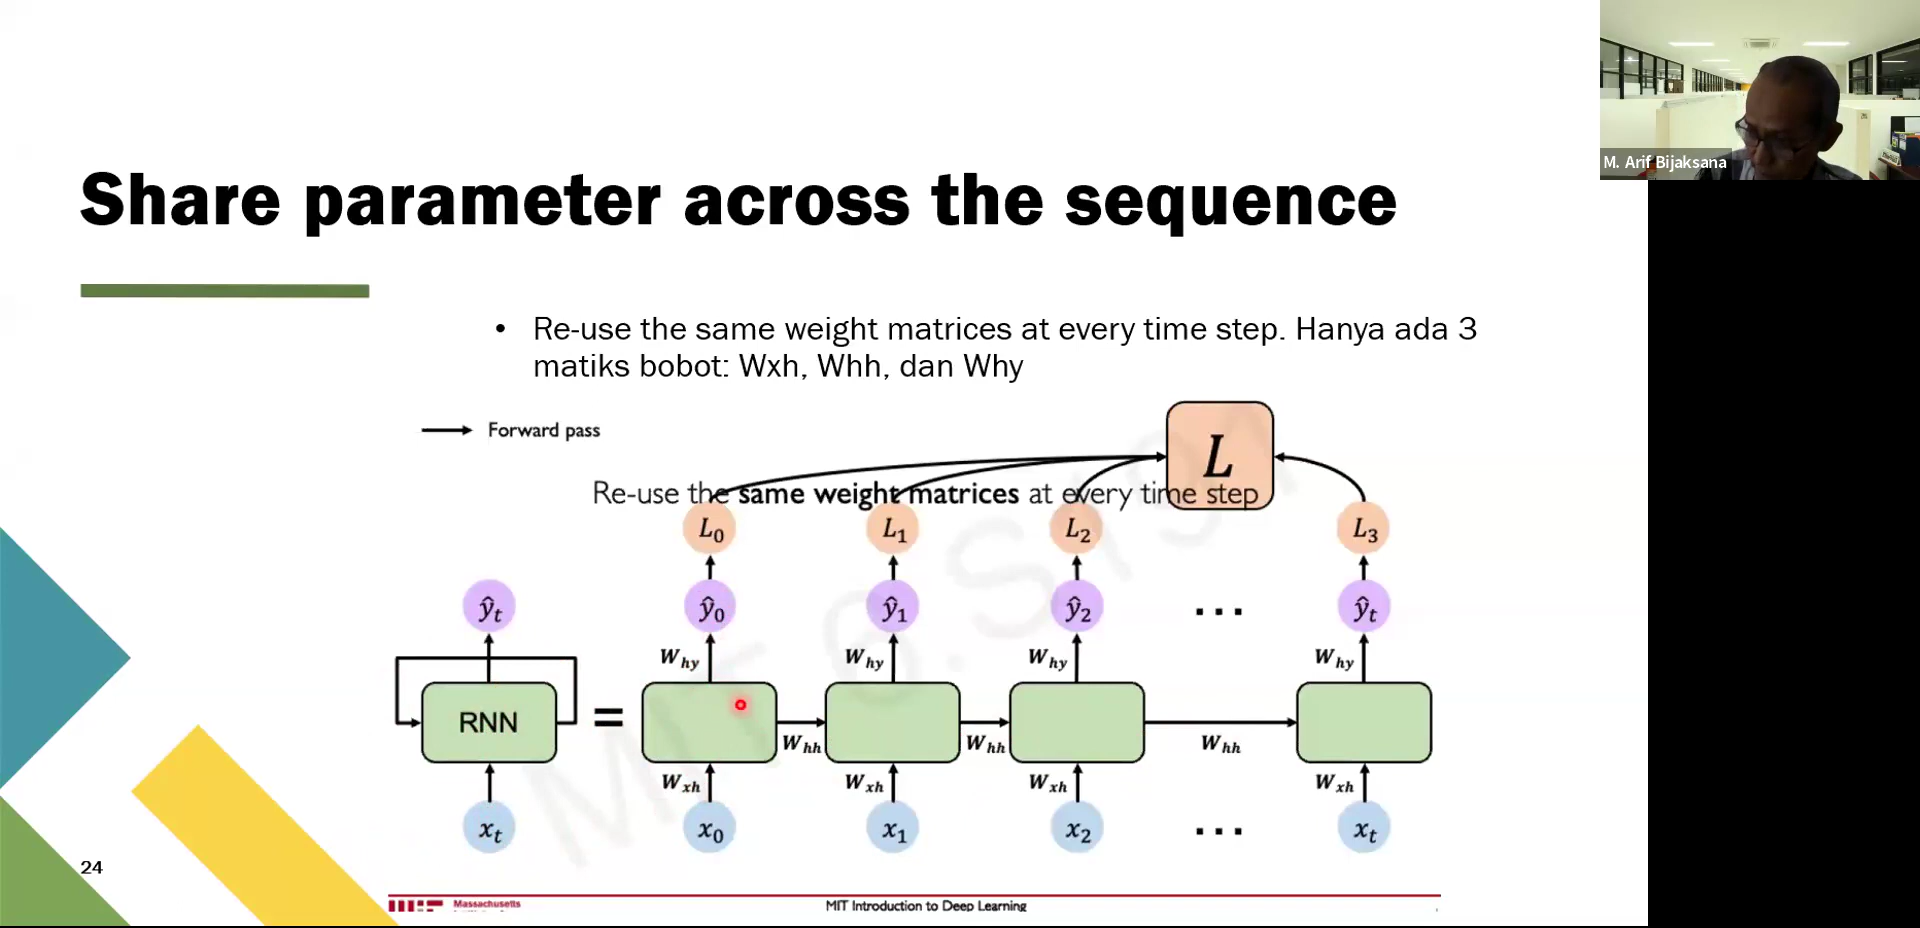 M. Arif Bijaksana
Share parameter across the sequence
• Re-use the same weight matrices at every time step. Hanya ada 3
matiks bobot: Wxh, Whh, dan Why
Forward pass
L
Re-use the same weight matrices at every time step
L₀ L₁ L₂ L₃
ŷₜ ŷ₀ ŷ₁ ŷ₂ ... ŷₜ
W_hy W_hy W_hy W_hy
RNN =
W_hh W_hh W_hh
W_xh W_xh W_xh W_xh
xₜ x₀ x₁ x₂ ... xₜ
MIT 6.S191
24
Massachusetts
MIT Introduction to Deep Learning